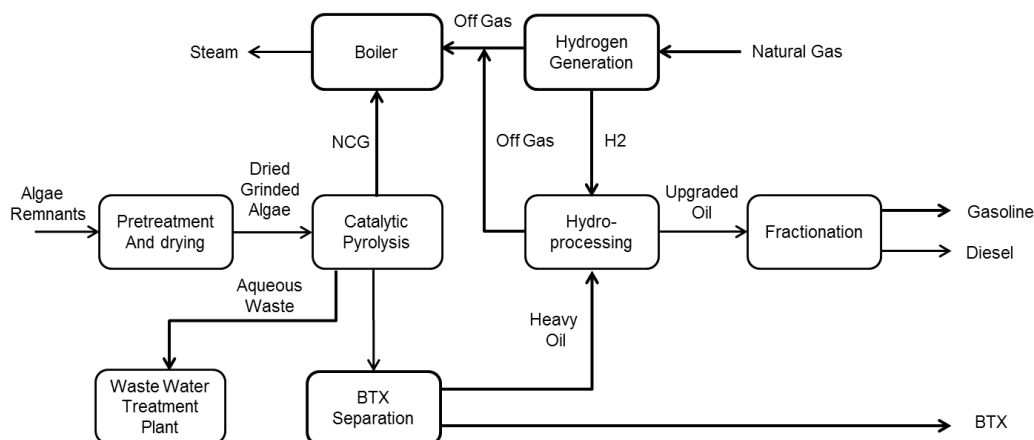 Off Gas
Steam
Boiler
Hydrogen
Generation
Natural Gas
NCG
Off Gas
H2
Algae
Remnants
Dried
Grinded
Algae
Upgraded
Oil
Pretreatment
And drying
Catalytic
Pyrolysis
Hydro-
processing
Fractionation
Gasoline
Diesel
Aqueous
Waste
Heavy
Oil
Waste Water
Treatment
Plant
BTX
Separation
BTX